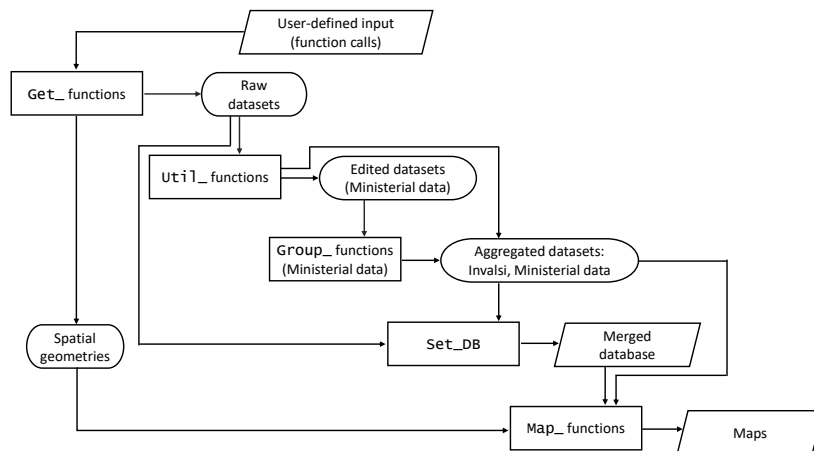 User-defined input
(function calls)
Get_ functions
Raw
datasets
Util_ functions
Edited datasets
(Ministerial data)
Group_ functions
(Ministerial data)
Aggregated datasets:
Invalsi, Ministerial data
Spatial
geometries
Set_DB
Merged
database
Map_ functions
Maps